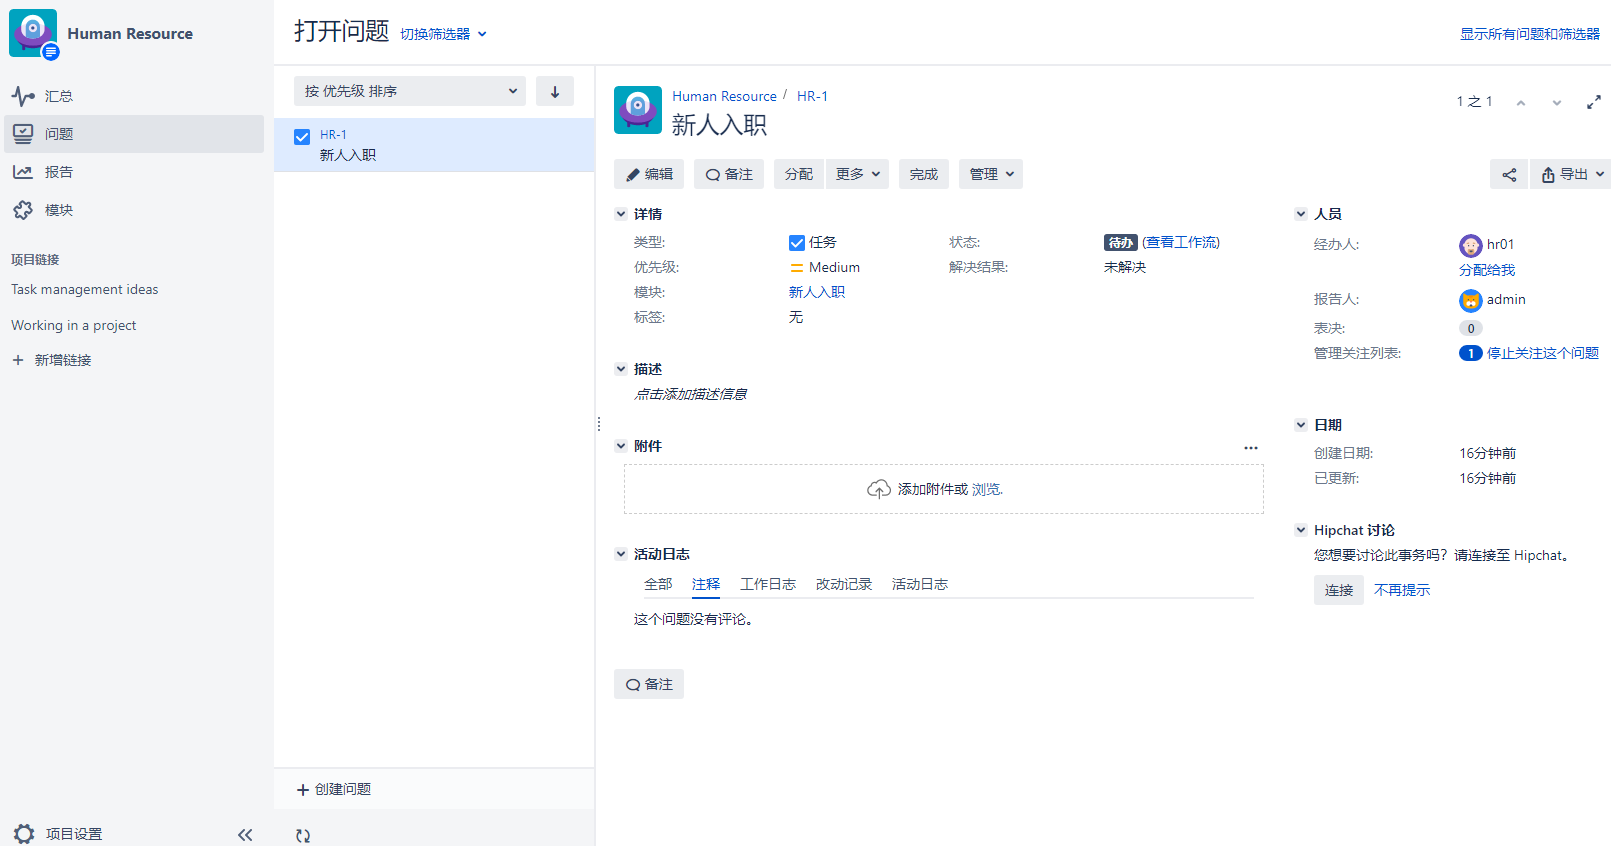 Human Resource
汇总
问题
报告
模块
项目链接
Task management ideas
Working in a project
新增链接
项目设置
打开问题 切换筛选器
显示所有问题和筛选器
按 优先级 排序
HR-1
新人入职
创建问题
Human Resource / HR-1
新人入职
1 之 1
编辑 备注 分配 更多 完成 管理 导出
详情
类型: 任务 状态: 待办 (查看工作流)
优先级: Medium 解决结果: 未解决
模块: 新人入职
标签: 无
描述
点击添加描述信息
附件
添加附件或 浏览.
活动日志
全部 注释 工作日志 改动记录 活动日志
这个问题没有评论。
备注
人员
经办人: hr01
分配给我
报告人: admin
表决: 0
管理关注列表: 1 停止关注这个问题
日期
创建日期: 16分钟前
已更新: 16分钟前
Hipchat 讨论
您想要讨论此事务吗？请连接至 Hipchat。
连接 不再提示